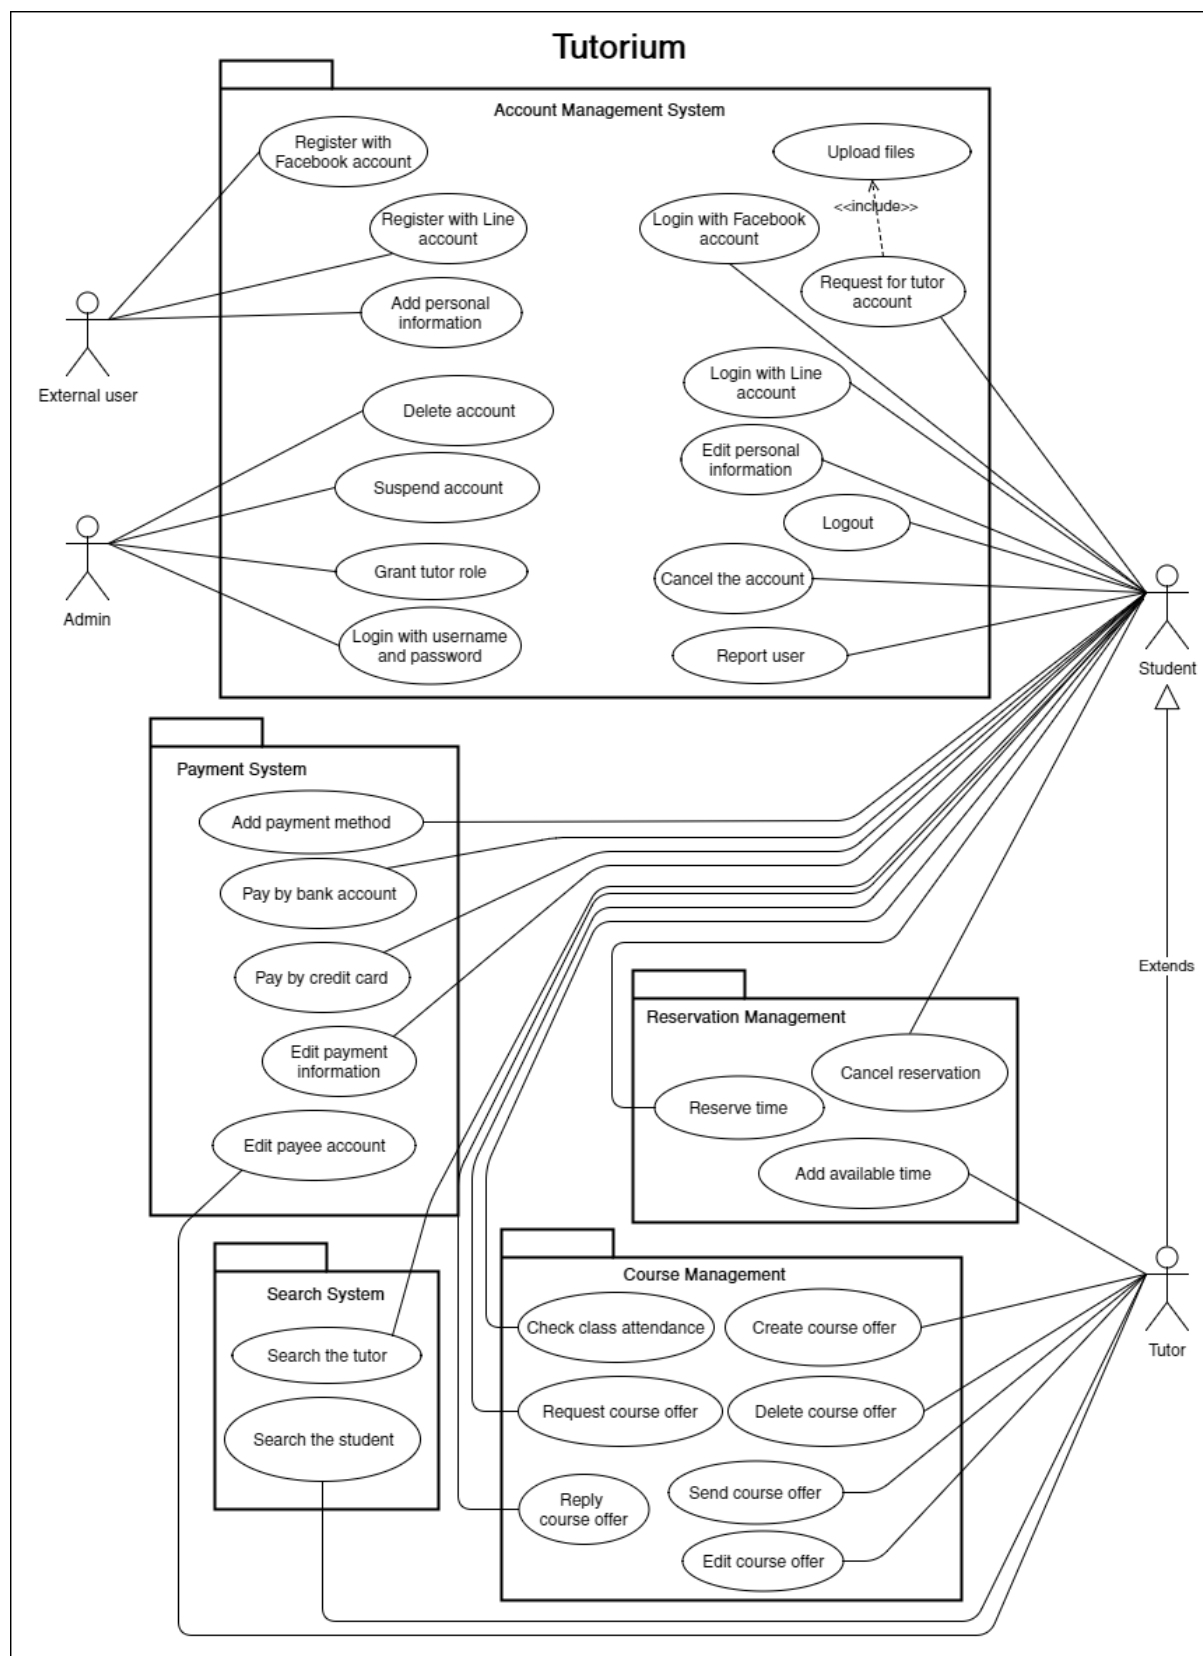 Tutorium
Account Management System
Register with
Facebook account
Upload files
<<include>>
Register with Line
account
Login with Facebook
account
Request for tutor
account
Add personal
information
External user
Login with Line
account
Delete account
Edit personal
information
Suspend account
Logout
Admin
Grant tutor role
Cancel the account
Login with username
and password
Report user
Student
Payment System
Add payment method
Pay by bank account
Pay by credit card
Edit payment
information
Edit payee account
Extends
Reservation Management
Cancel reservation
Reserve time
Add available time
Search System
Search the tutor
Search the student
Course Management
Check class attendance
Create course offer
Tutor
Request course offer
Delete course offer
Reply
course offer
Send course offer
Edit course offer